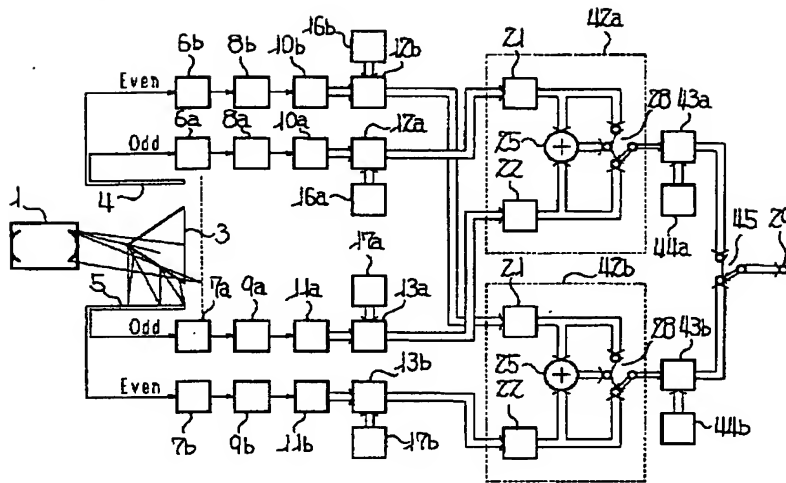 16b 42a
6b 8b 10b 12b 21
Even
28 43a
Odd 6a 8a 10a 12a
25
1 4 22
16a 44a
3 17a 45
42b
5 7a 9a 11a 13a 21
Odd
28 43b
Even 13b 25
22
7b 9b 11b 17b 44b